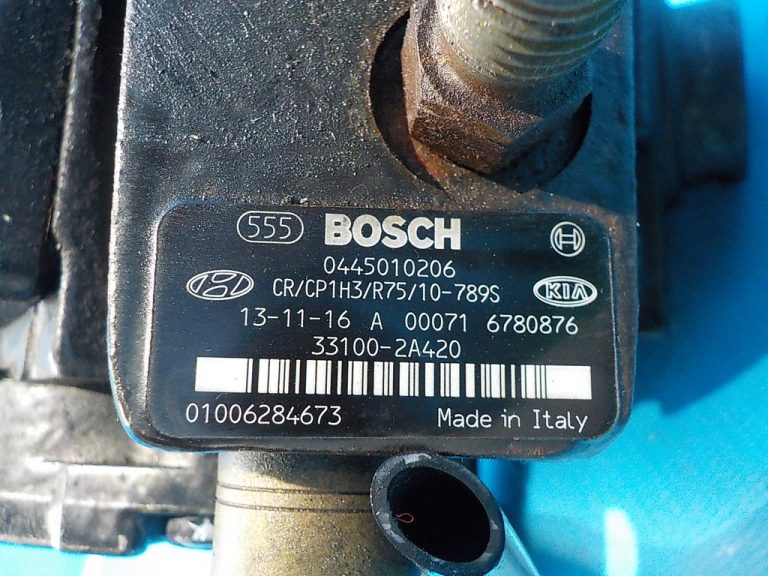 555 BOSCH
0445010206
CR/CP1H3/R75/10-789S
KIA
13-11-16 A 00071 6780876
33100-2A420
01006284673 Made in Italy